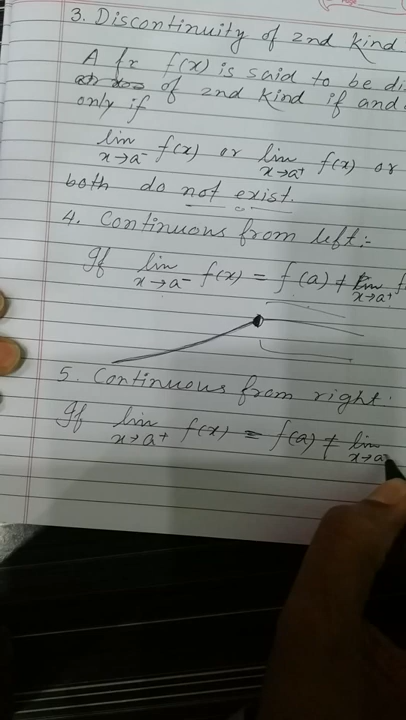 3. Discontinuity of 2nd Kind
A fx f(x) is said to be di
of 2nd Kind if and
only if
lim x→a⁻ f(x) or lim x→a⁺ f(x) or
both do not exist.
4. Continuous from left:-
If lim x→a⁻ f(x) = f(a) ≠ lim x→a⁺ f
5. Continuous from right:
If lim x→a⁺ f(x) = f(a) ≠ lim x→a